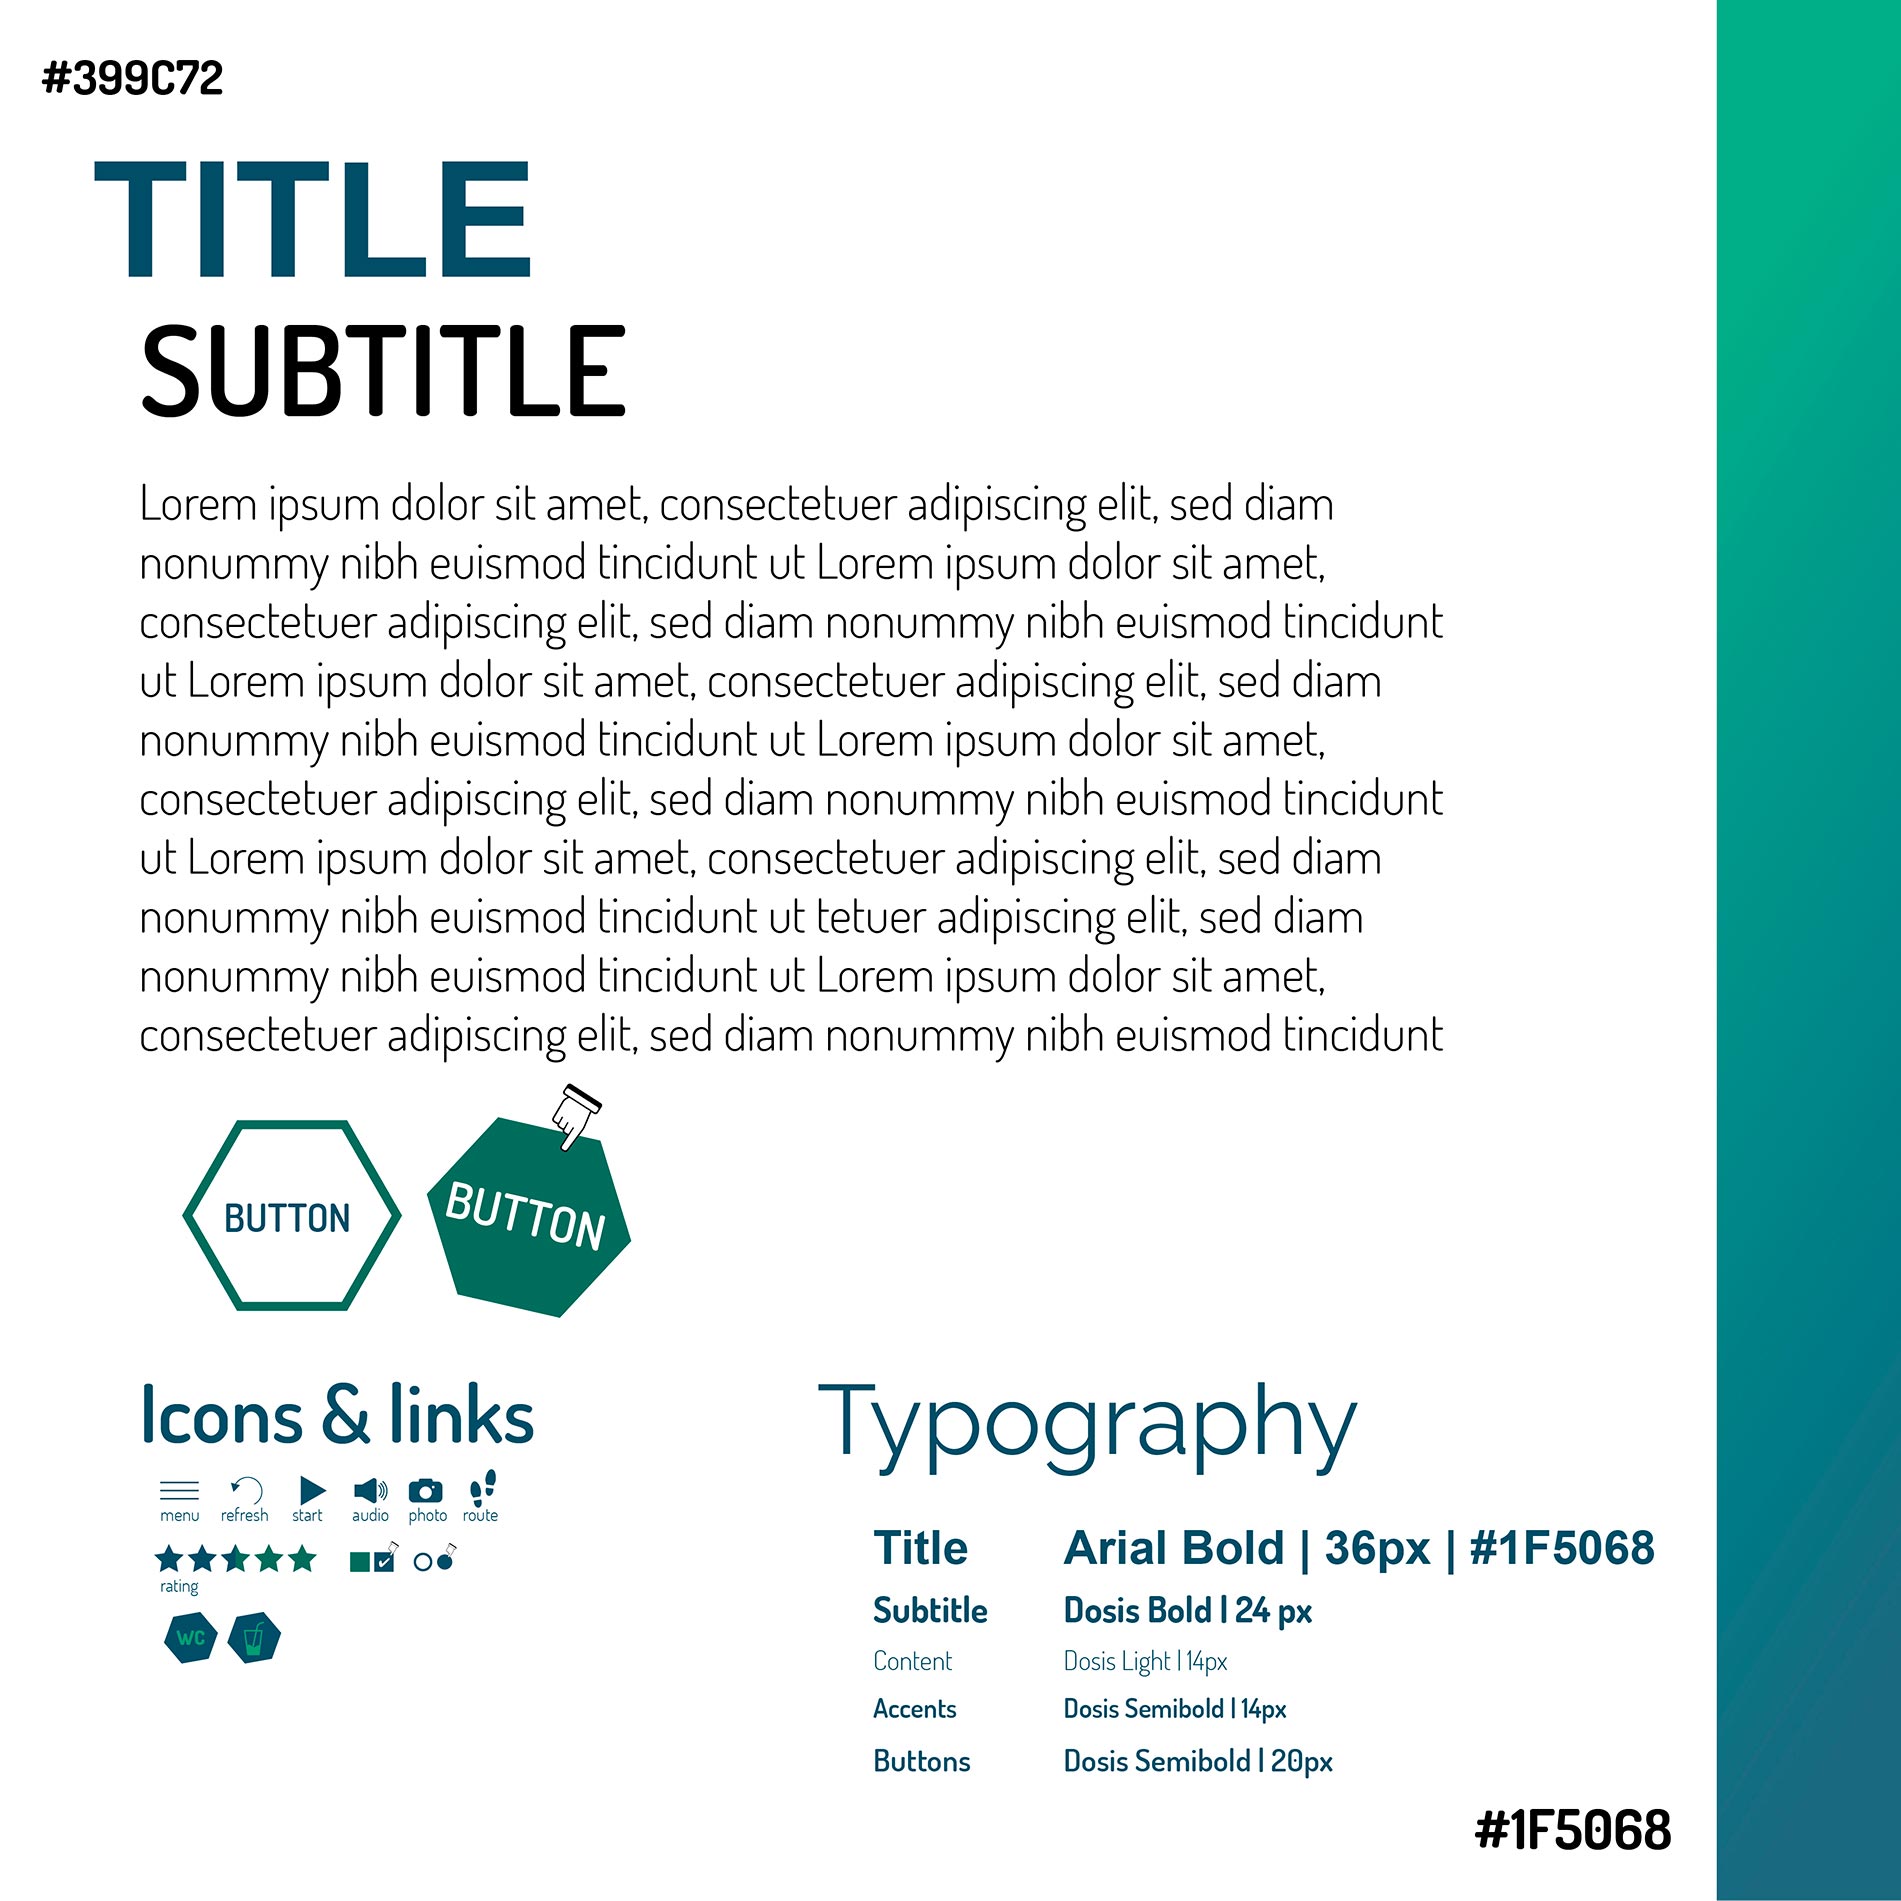 #399C72
TITLE
SUBTITLE
Lorem ipsum dolor sit amet, consectetuer adipiscing elit, sed diam
nonummy nibh euismod tincidunt ut Lorem ipsum dolor sit amet,
consectetuer adipiscing elit, sed diam nonummy nibh euismod tincidunt
ut Lorem ipsum dolor sit amet, consectetuer adipiscing elit, sed diam
nonummy nibh euismod tincidunt ut Lorem ipsum dolor sit amet,
consectetuer adipiscing elit, sed diam nonummy nibh euismod tincidunt
ut Lorem ipsum dolor sit amet, consectetuer adipiscing elit, sed diam
nonummy nibh euismod tincidunt ut tetuer adipiscing elit, sed diam
nonummy nibh euismod tincidunt ut Lorem ipsum dolor sit amet,
consectetuer adipiscing elit, sed diam nonummy nibh euismod tincidunt
BUTTON
BUTTON
Icons & links
menu refresh start audio photo route
rating
WC
Typography
Title Arial Bold | 36px | #1F5068
Subtitle Dosis Bold | 24 px
Content Dosis Light | 14px
Accents Dosis Semibold | 14px
Buttons Dosis Semibold | 20px
#1F5068